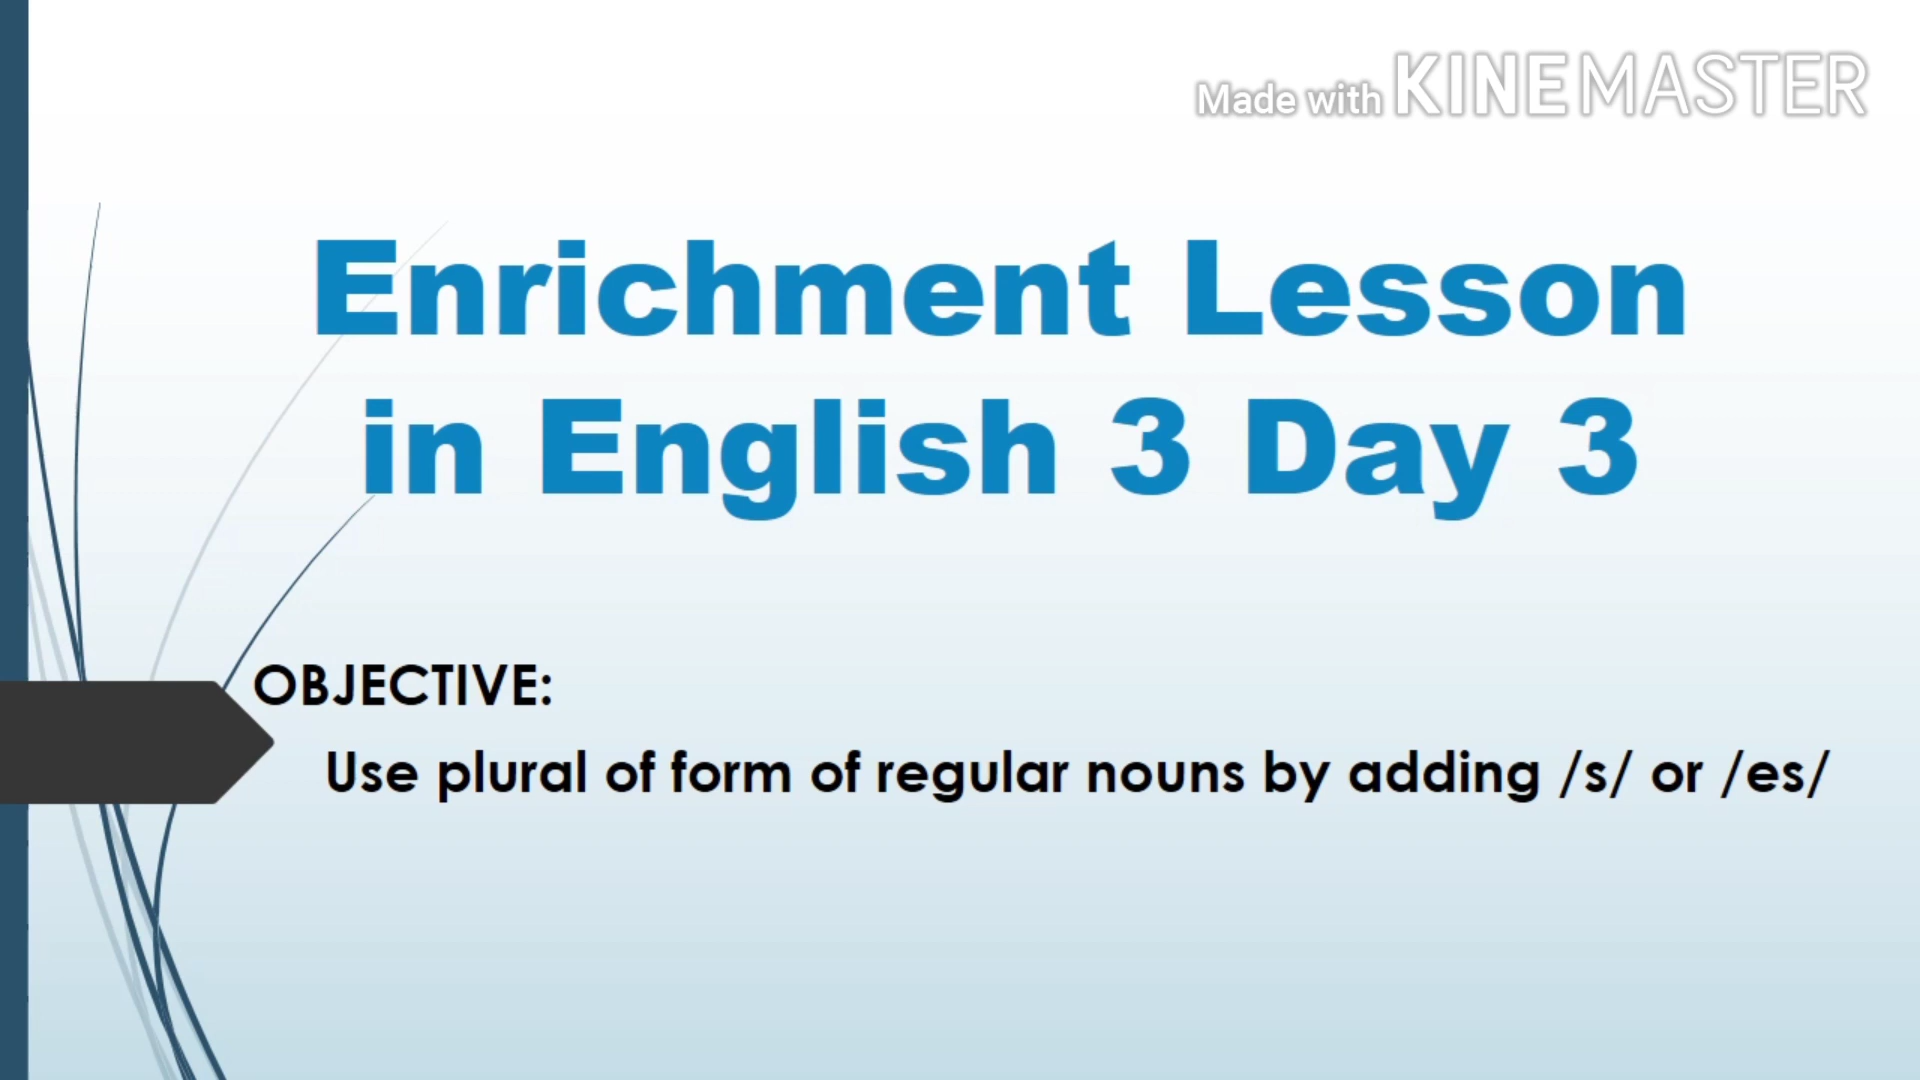 Made with KINEMASTER
Enrichment Lesson
in English 3 Day 3
OBJECTIVE:
Use plural of form of regular nouns by adding /s/ or /es/